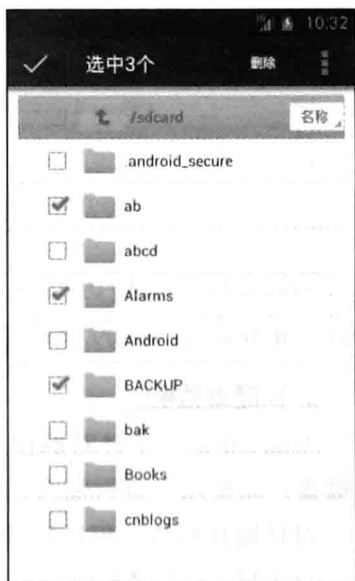 10:32
选中3个 删除
/sdcard 名称
.android_secure
ab
abcd
Alarms
Android
BACKUP
bak
Books
cnblogs